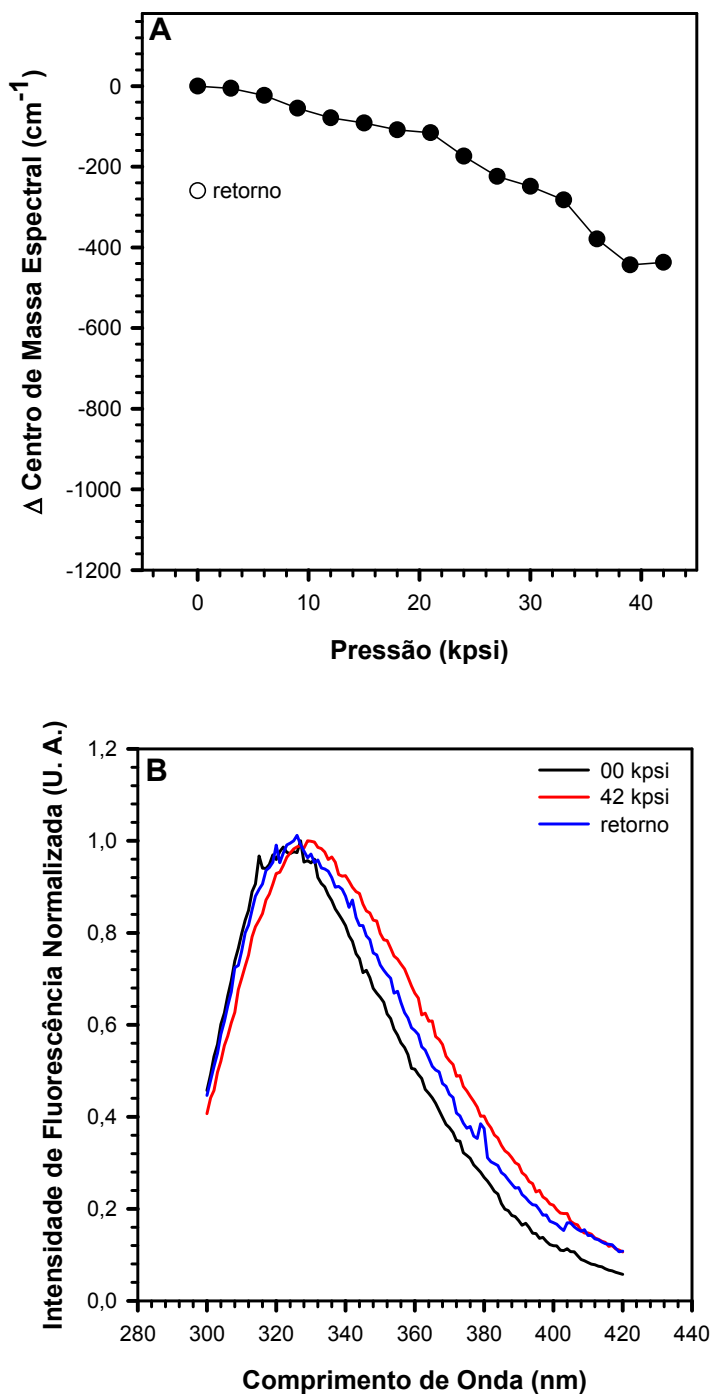 A
0
-200
-400
-600
-800
-1000
-1200
Δ Centro de Massa Espectral (cm⁻¹)
retorno
0 10 20 30 40
Pressão (kpsi)
B
1,2
1,0
0,8
0,6
0,4
0,2
0,0
Intensidade de Fluorescência Normalizada (U. A.)
00 kpsi
42 kpsi
retorno
280 300 320 340 360 380 400 420 440
Comprimento de Onda (nm)